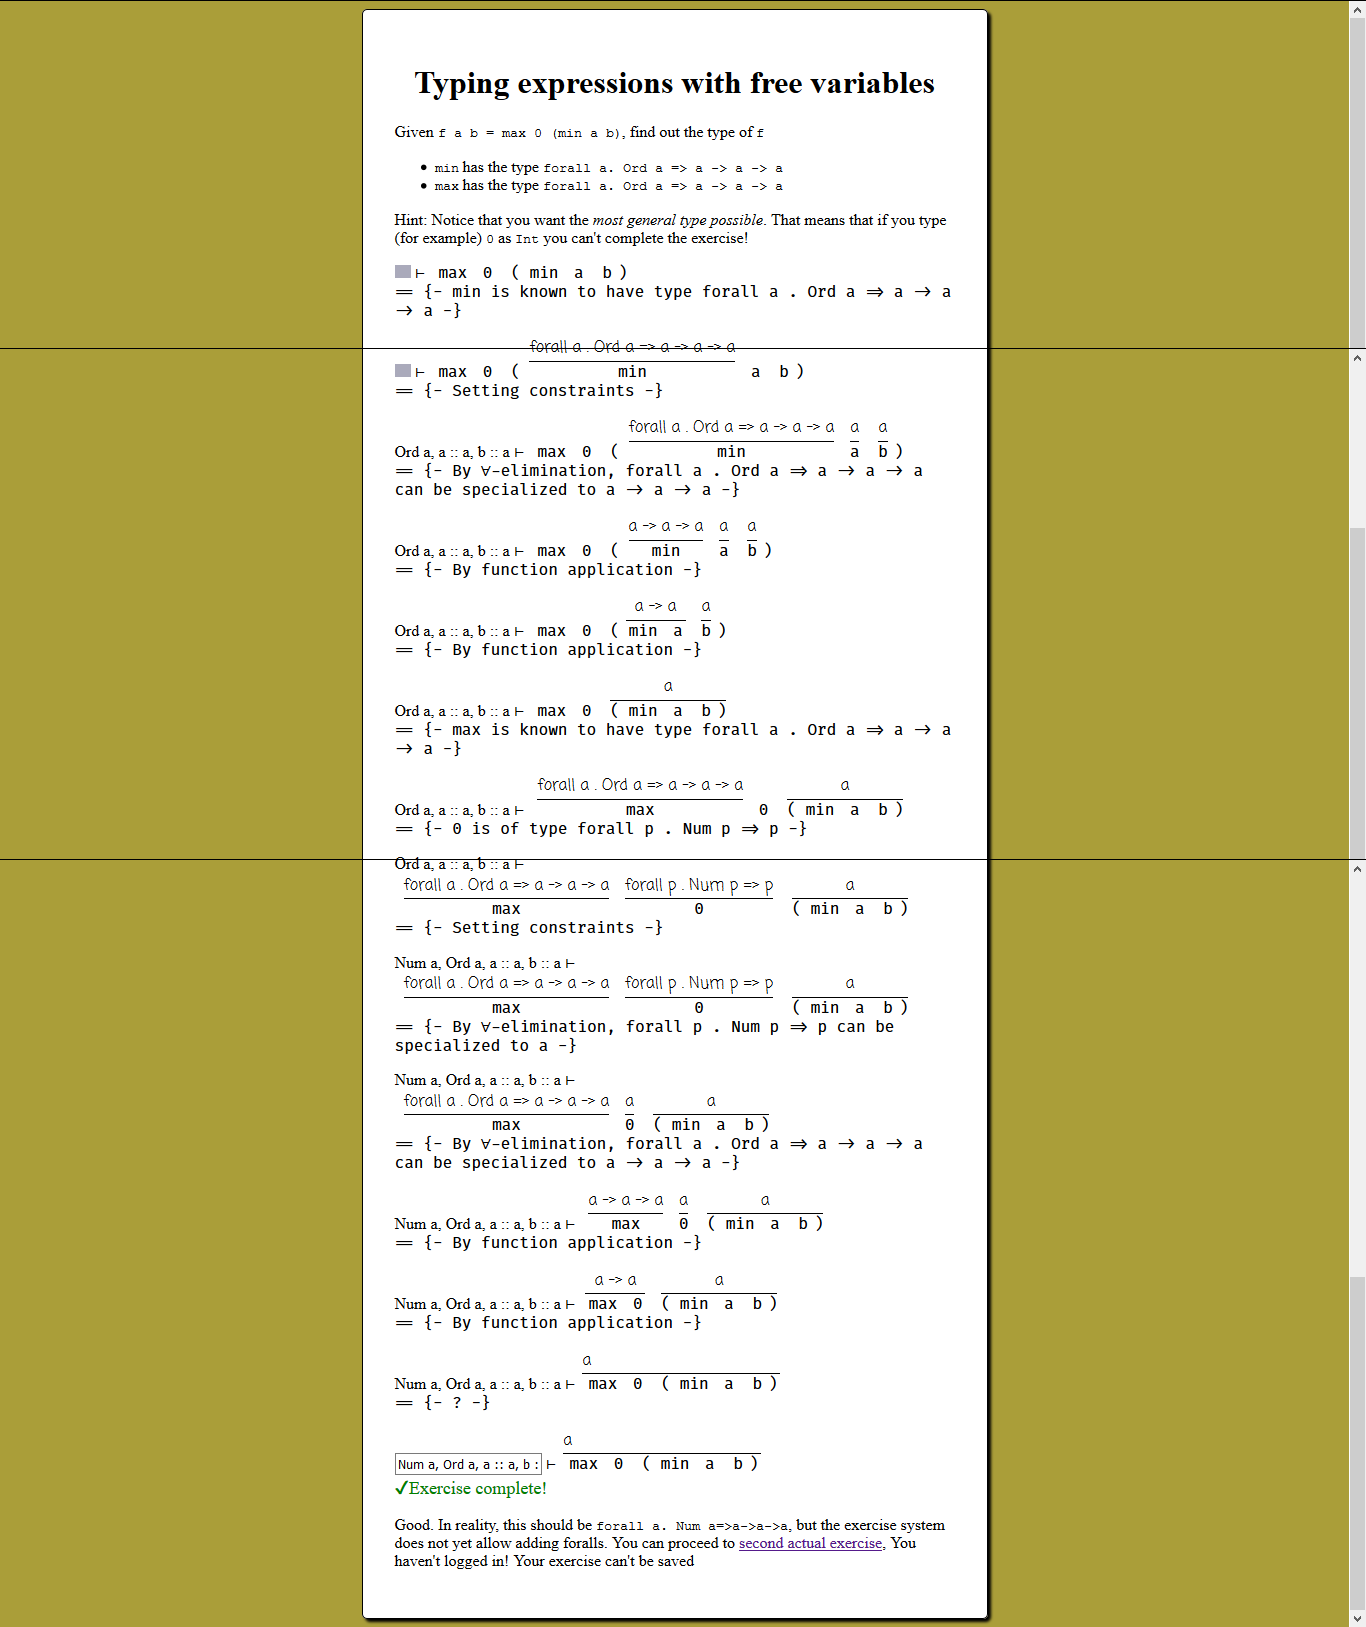 Typing expressions with free variables
Given f a b = max 0 (min a b), find out the type of f
• min has the type forall a. Ord a => a -> a -> a
• max has the type forall a. Ord a => a -> a -> a
Hint: Notice that you want the most general type possible. That means that if you type
(for example) 0 as Int you can't complete the exercise!
⊢ max 0 ( min a b )
== {- min is known to have type forall a . Ord a ⇒ a → a
→ a -}
forall a . Ord a => a -> a -> a
⊢ max 0 ( min a b )
== {- Setting constraints -}
forall a . Ord a => a -> a -> a a a
Ord a, a :: a, b :: a ⊢ max 0 ( min a b )
== {- By ∀-elimination, forall a . Ord a ⇒ a → a → a
can be specialized to a → a → a -}
a -> a -> a a a
Ord a, a :: a, b :: a ⊢ max 0 ( min a b )
== {- By function application -}
a -> a a
Ord a, a :: a, b :: a ⊢ max 0 ( min a b )
== {- By function application -}
a
Ord a, a :: a, b :: a ⊢ max 0 ( min a b )
== {- max is known to have type forall a . Ord a ⇒ a → a
→ a -}
forall a . Ord a => a -> a -> a a
Ord a, a :: a, b :: a ⊢ max 0 ( min a b )
== {- 0 is of type forall p . Num p ⇒ p -}
Ord a, a :: a, b :: a ⊢
forall a . Ord a => a -> a -> a forall p . Num p => p a
max 0 ( min a b )
== {- Setting constraints -}
Num a, Ord a, a :: a, b :: a ⊢
forall a . Ord a => a -> a -> a forall p . Num p => p a
max 0 ( min a b )
== {- By ∀-elimination, forall p . Num p ⇒ p can be
specialized to a -}
Num a, Ord a, a :: a, b :: a ⊢
forall a . Ord a => a -> a -> a a a
max 0 ( min a b )
== {- By ∀-elimination, forall a . Ord a ⇒ a → a → a
can be specialized to a → a → a -}
a -> a -> a a a
Num a, Ord a, a :: a, b :: a ⊢ max 0 ( min a b )
== {- By function application -}
a -> a a
Num a, Ord a, a :: a, b :: a ⊢ max 0 ( min a b )
== {- By function application -}
a
Num a, Ord a, a :: a, b :: a ⊢ max 0 ( min a b )
== {- ? -}
a
Num a, Ord a, a :: a, b : ⊢ max 0 ( min a b )
✓Exercise complete!
Good. In reality, this should be forall a. Num a=>a->a->a, but the exercise system
does not yet allow adding foralls. You can proceed to second actual exercise, You
haven't logged in! Your exercise can't be saved